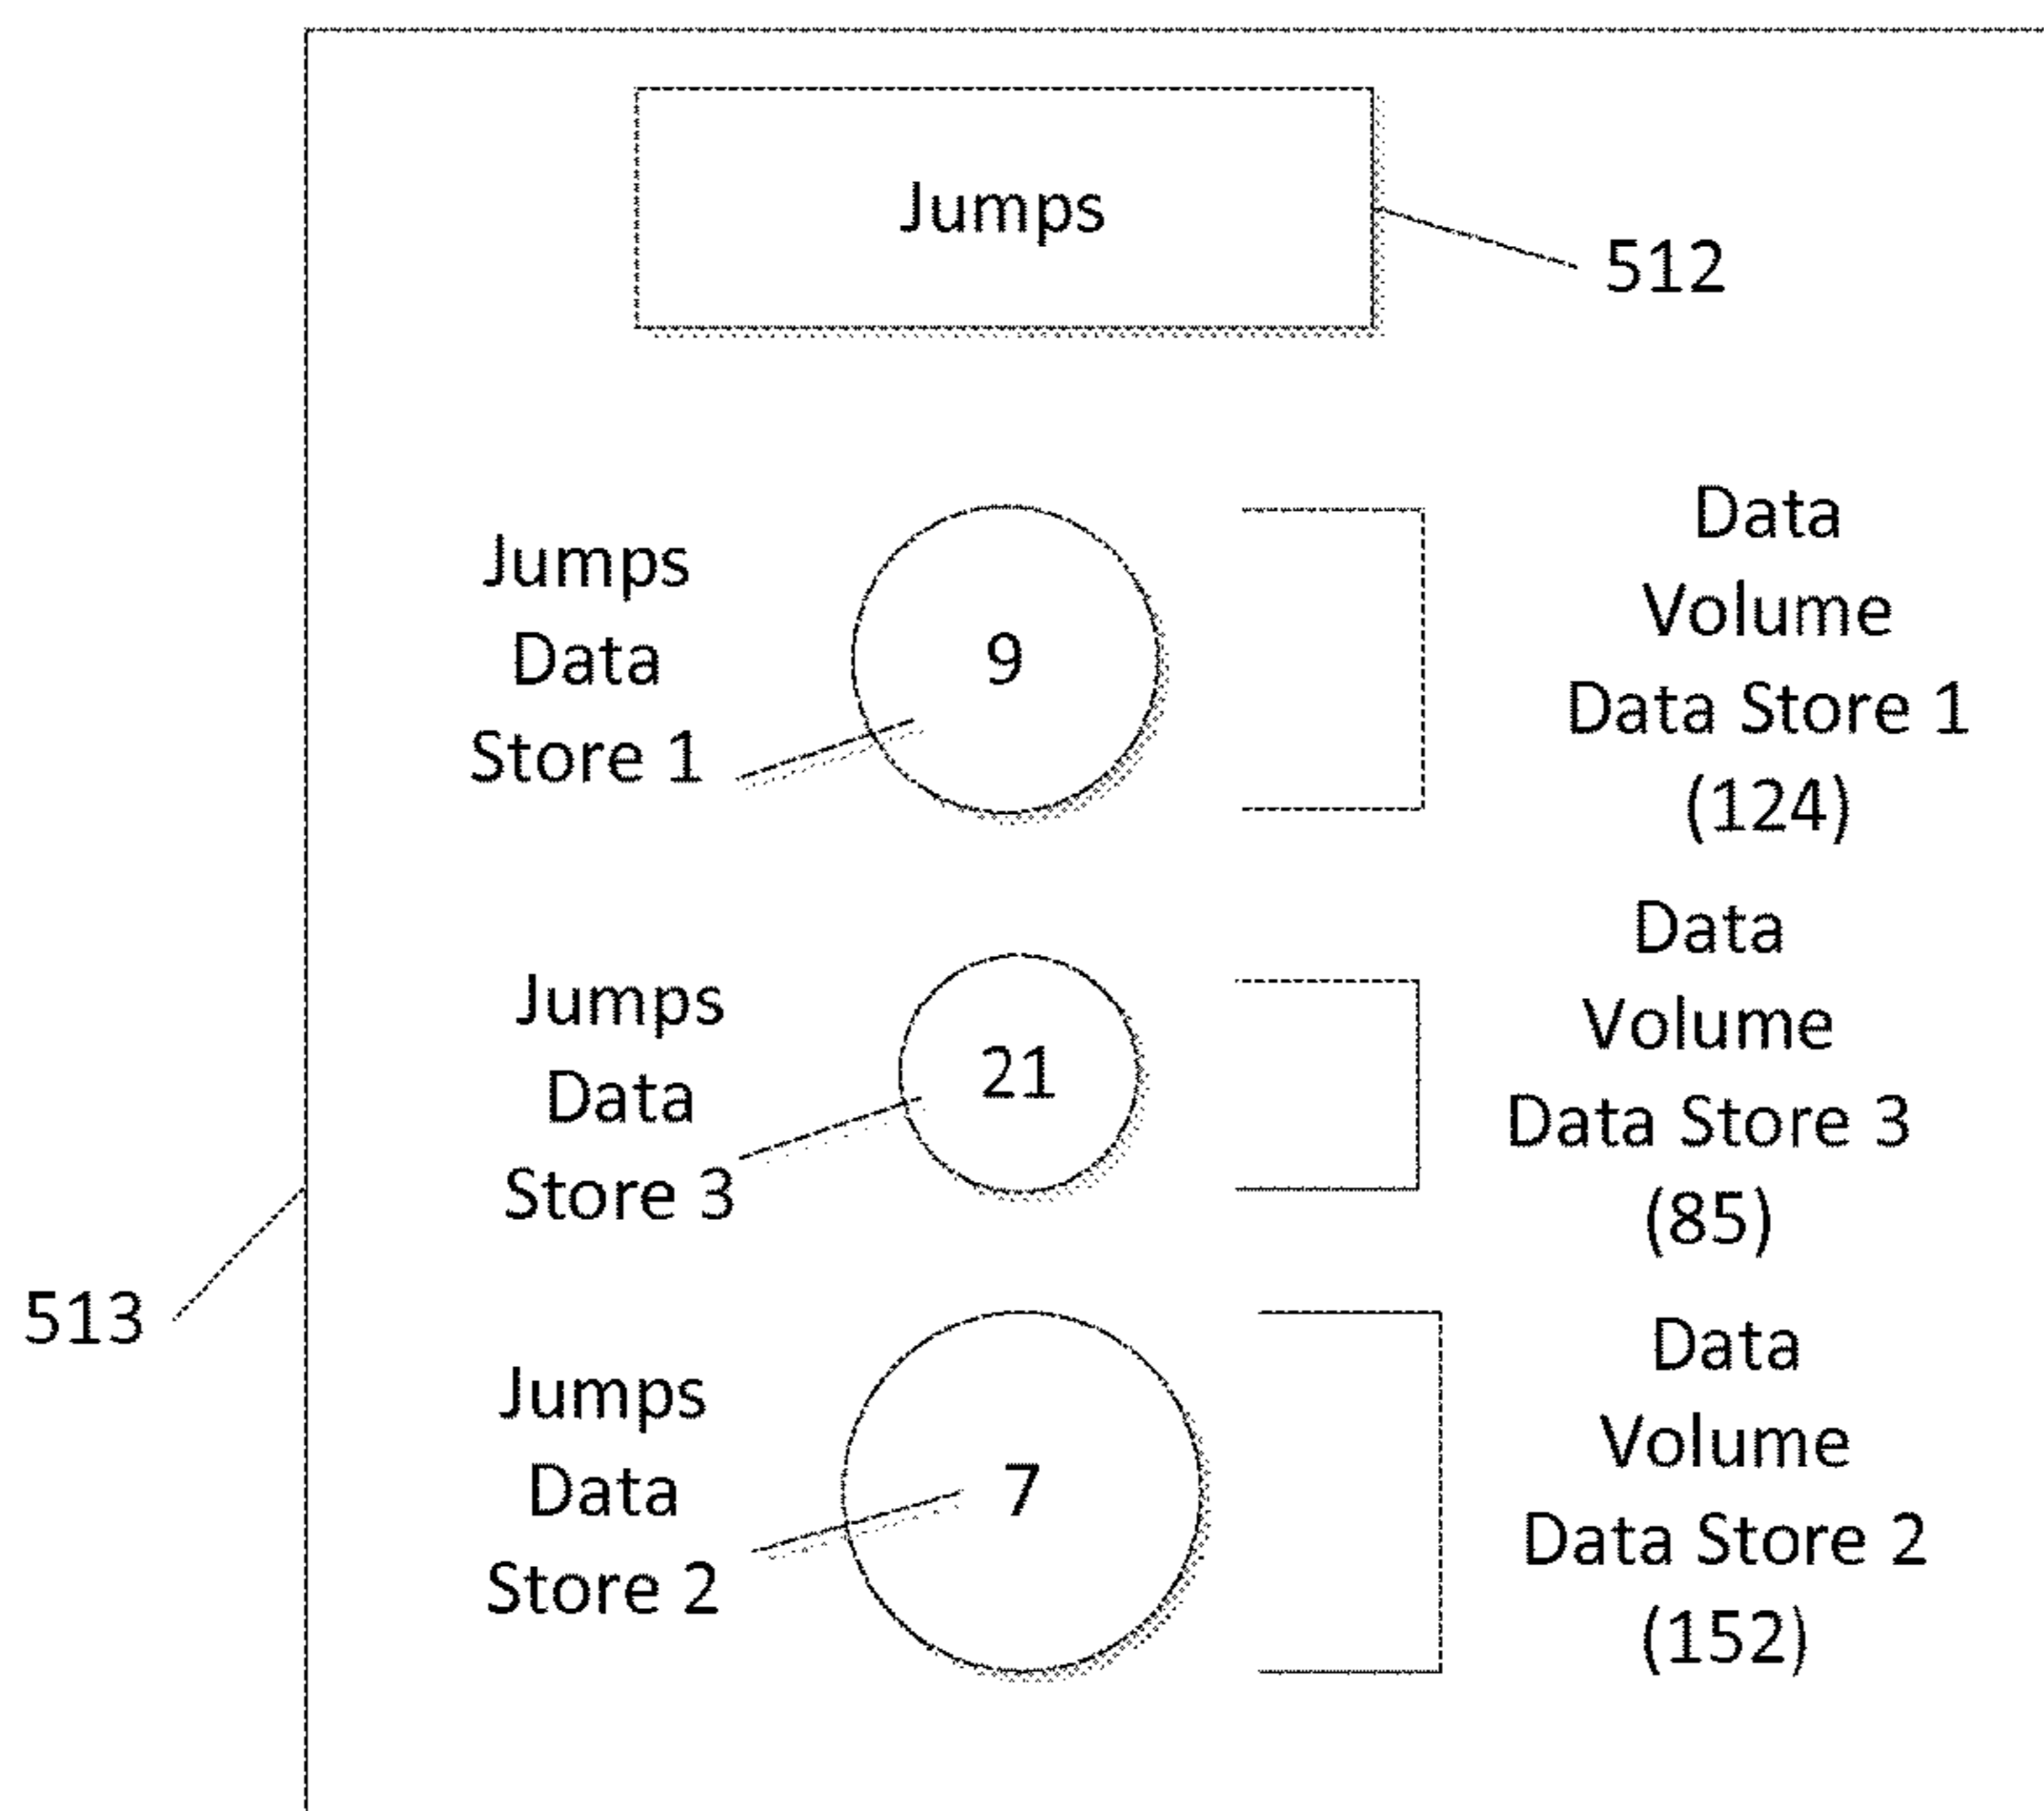 Jumps
512
Jumps
Data
Store 1
9
Data
Volume
Data Store 1
(124)
Jumps
Data
Store 3
21
Data
Volume
Data Store 3
(85)
513
Jumps
Data
Store 2
7
Data
Volume
Data Store 2
(152)